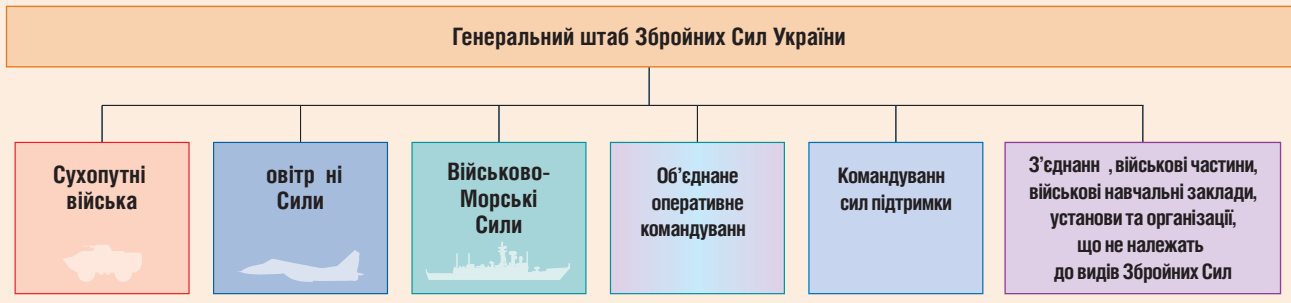 Генеральний штаб Збройних Сил України
Сухопутні
війська
овітр ні
Сили
Військово-
Морські
Сили
Об’єднане
оперативне
командуванн
Командуванн
сил підтримки
З’єднанн , військові частини,
військові навчальні заклади,
установи та організації,
що не належать
до видів Збройних Сил